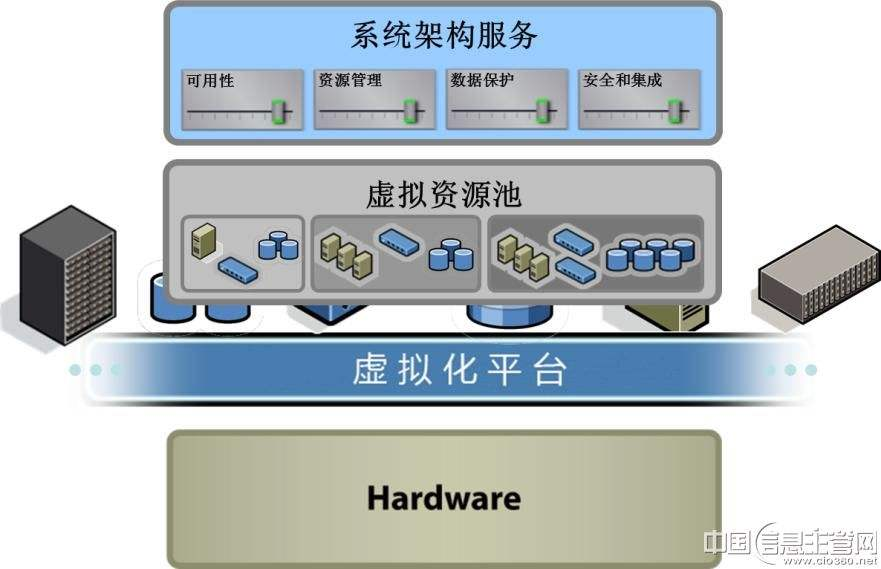 系统架构服务
可用性
资源管理
数据保护
安全和集成
虚拟资源池
虚拟化平台
Hardware
中国信息主管网
www.cio360.net